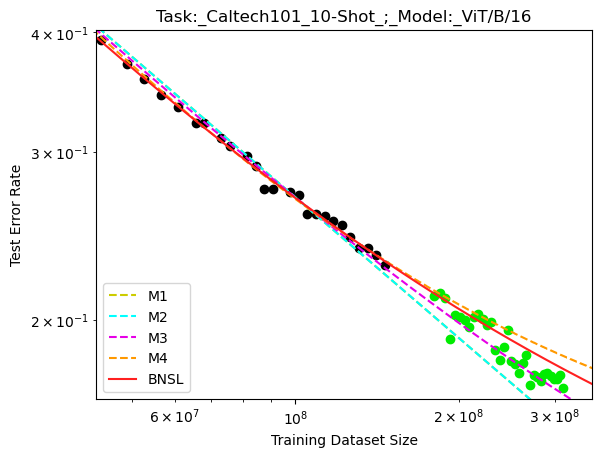 Task:_Caltech101_10-Shot_;_Model:_ViT/B/16
4 × 10⁻¹
3 × 10⁻¹
2 × 10⁻¹
Test Error Rate
M1
M2
M3
M4
BNSL
6 × 10⁷
10⁸
2 × 10⁸
3 × 10⁸
Training Dataset Size